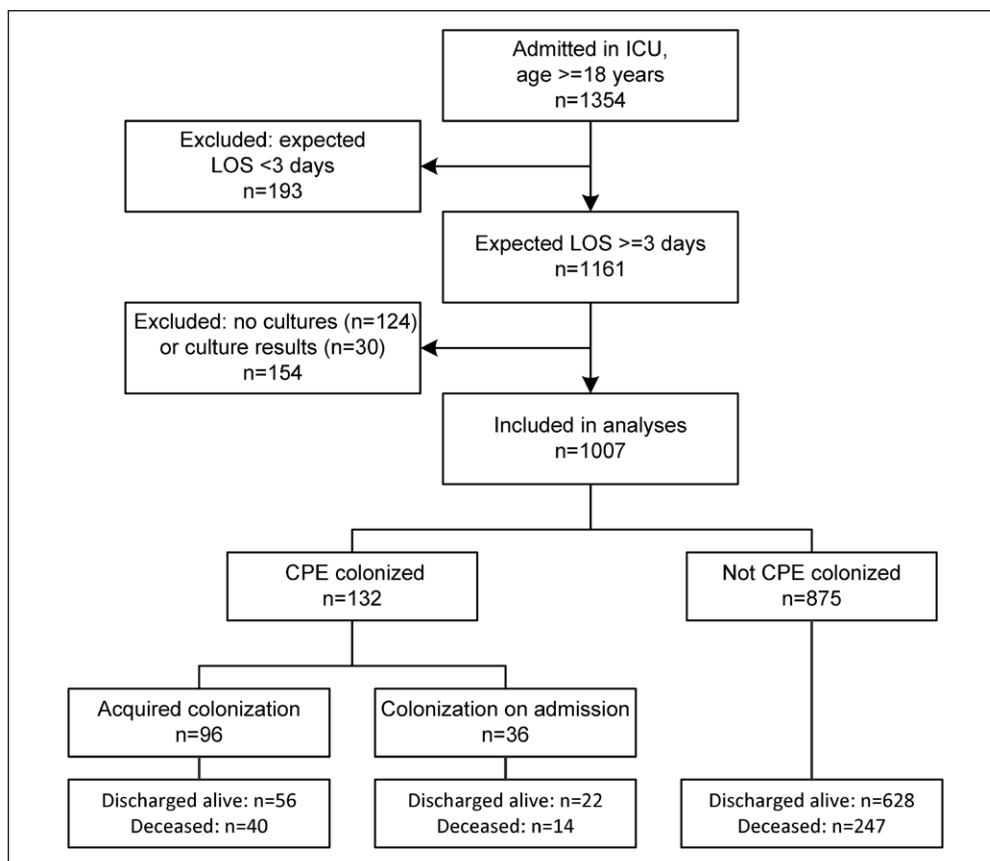 Admitted in ICU,
age >=18 years
n=1354
Excluded: expected
LOS <3 days
n=193
Expected LOS >=3 days
n=1161
Excluded: no cultures (n=124)
or culture results (n=30)
n=154
Included in analyses
n=1007
CPE colonized
n=132
Not CPE colonized
n=875
Acquired colonization
n=96
Colonization on admission
n=36
Discharged alive: n=56
Deceased: n=40
Discharged alive: n=22
Deceased: n=14
Discharged alive: n=628
Deceased: n=247